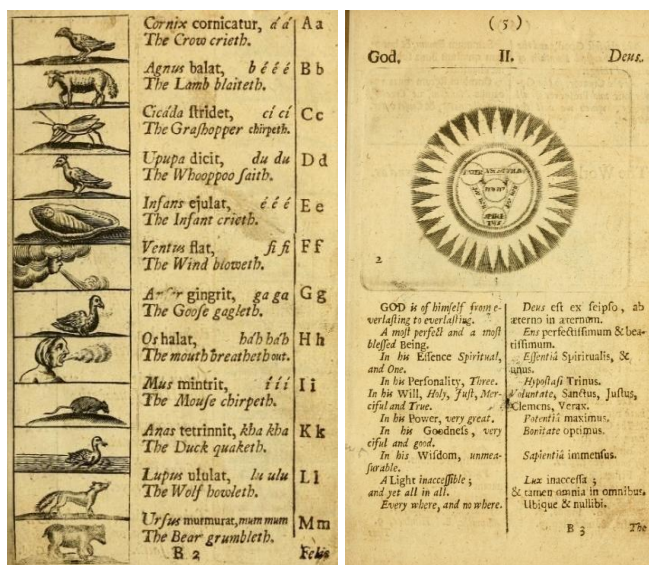 Cornix cornicatur, á á A a
The Crow crieth.
Agnus balat, b é é é B b
The Lamb blaiteth.
Cicáda ſtridet, cí cí C c
The Graſhopper chirpeth.
Upupa dicit, du du D d
The Whooppoo ſaith.
Infans ejulat, é é é E e
The Infant crieth.
Ventus flat, fi fi F f
The Wind bloweth.
gingrit, ga ga G g
The Gooſe gagleth.
Os halat, há'h há'h H h
The mouth breatheth out.
Mus mintrit, í í í I i
The Mouſe chirpeth.
Anas tetrinnit, kha kha K k
The Duck quaketh.
Lupus ululat, lu ulu L l
The Wolf howleth.
Urſus murmurat, mum mum M m
The Bear grumbleth.
B 2 Felis
( 5 )
God. II. Deus.
2
GOD is of himſelf from e-
verlaſting to everlaſting.
A moſt perfect and a moſt
bleſſed Being.
In his Eſſence Spiritual,
and One.
In his Perſonality, Three.
In his Will, Holy, Juſt, Mer-
ciful and True.
In his Power, very great.
In his Goodneſs, very
ciful and good.
In his Wiſdom, unmea-
ſurable.
A Light inacceſſible ;
and yet all in all.
Every where, and no where.
Deus eſt ex ſeipſo, ab
æterno in æternum.
Ens perfectiſſimum & bea-
tiſſimum.
Eſſentiâ Spiritualis, &
unus.
Hypoſtaſi Trinus.
Voluntate, Sanctus, Juſtus,
Clemens, Verax.
Potentiâ maximus.
Bonitate optimus.
Sapientiâ immenſus.
Lux inacceſſa ;
& tamen omnia in omnibus.
Ubique & nullibi.
B 3 The